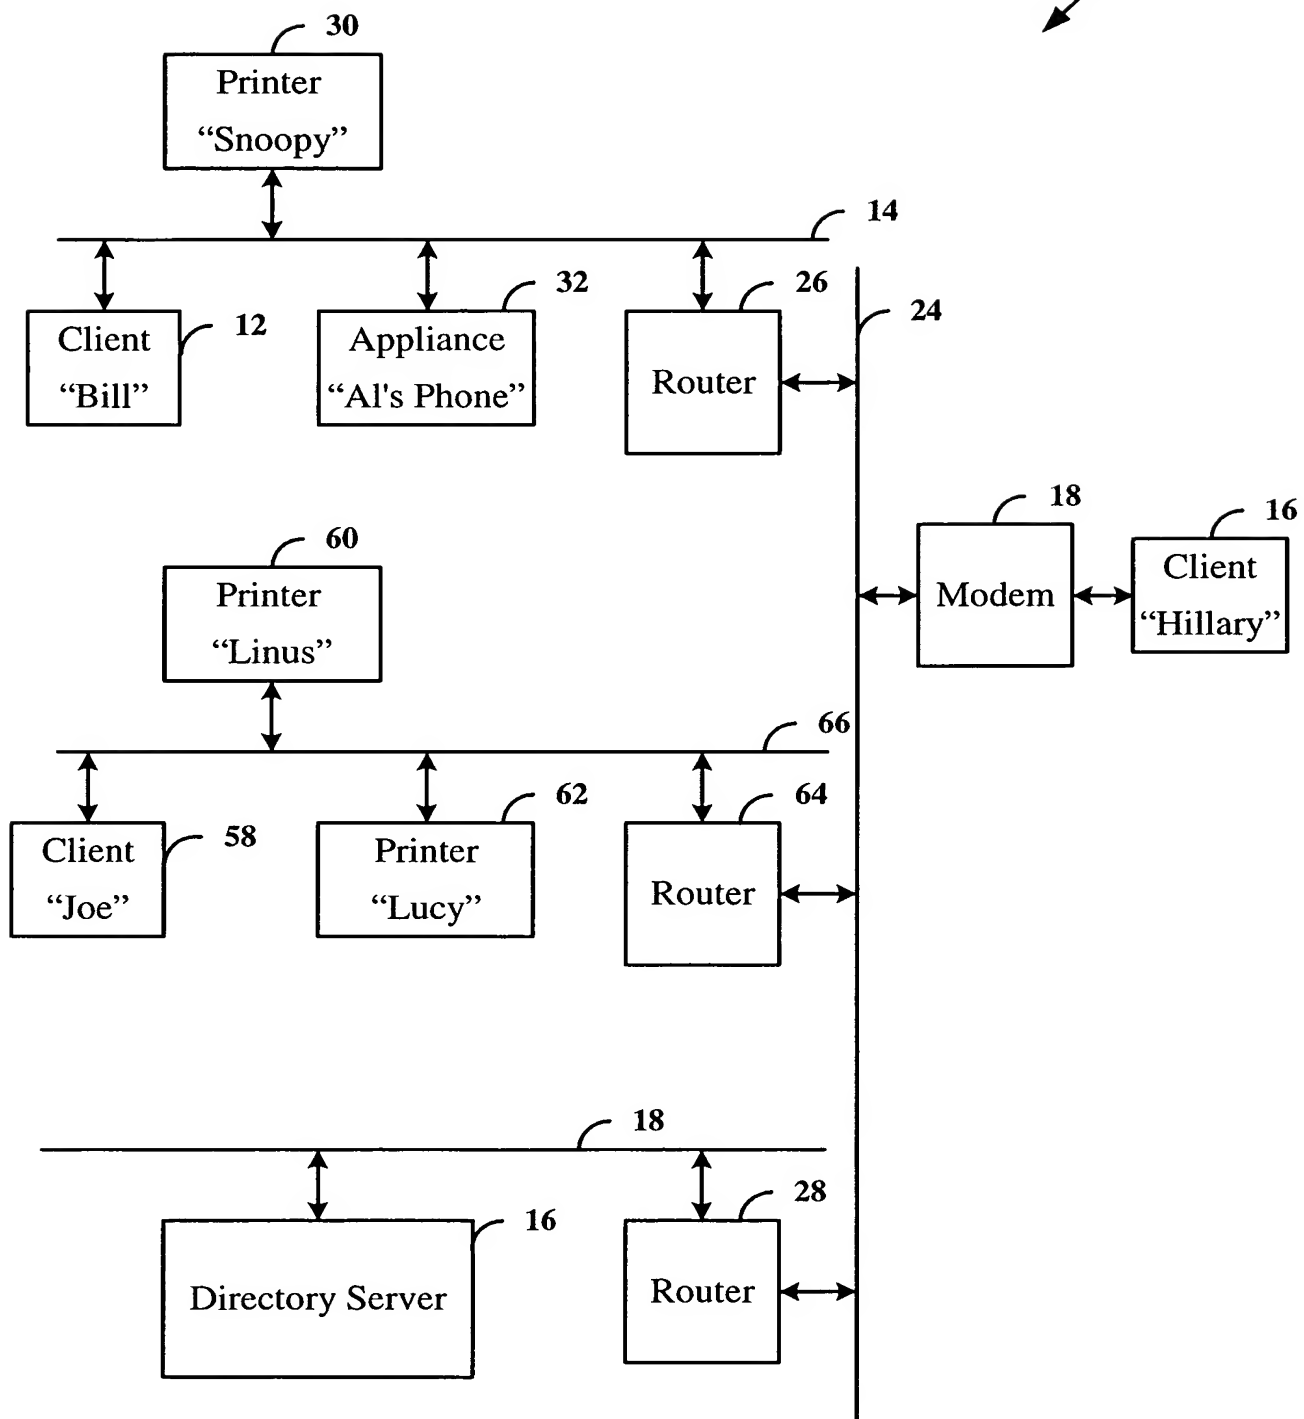 30
Printer
“Snoopy”
14
32
26
24
12
Client
“Bill”
Appliance
“Al's Phone”
Router
18
16
60
Printer
“Linus”
Modem
Client
“Hillary”
66
62
64
58
Client
“Joe”
Printer
“Lucy”
Router
18
28
16
Directory Server
Router